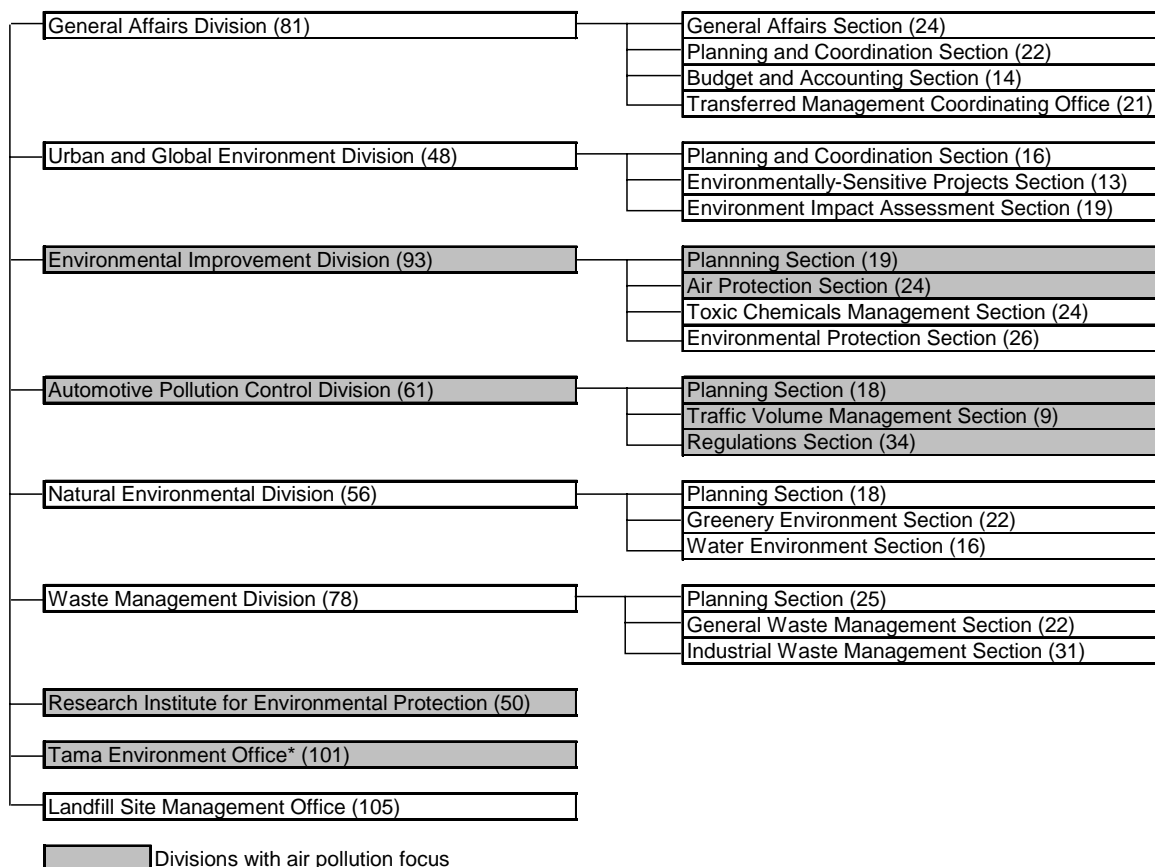 General Affairs Division (81)
General Affairs Section (24)
Planning and Coordination Section (22)
Budget and Accounting Section (14)
Transferred Management Coordinating Office (21)
Urban and Global Environment Division (48)
Planning and Coordination Section (16)
Environmentally-Sensitive Projects Section (13)
Environment Impact Assessment Section (19)
Environmental Improvement Division (93)
Plannning Section (19)
Air Protection Section (24)
Toxic Chemicals Management Section (24)
Environmental Protection Section (26)
Automotive Pollution Control Division (61)
Planning Section (18)
Traffic Volume Management Section (9)
Regulations Section (34)
Natural Environmental Division (56)
Planning Section (18)
Greenery Environment Section (22)
Water Environment Section (16)
Waste Management Division (78)
Planning Section (25)
General Waste Management Section (22)
Industrial Waste Management Section (31)
Research Institute for Environmental Protection (50)
Tama Environment Office* (101)
Landfill Site Management Office (105)
Divisions with air pollution focus